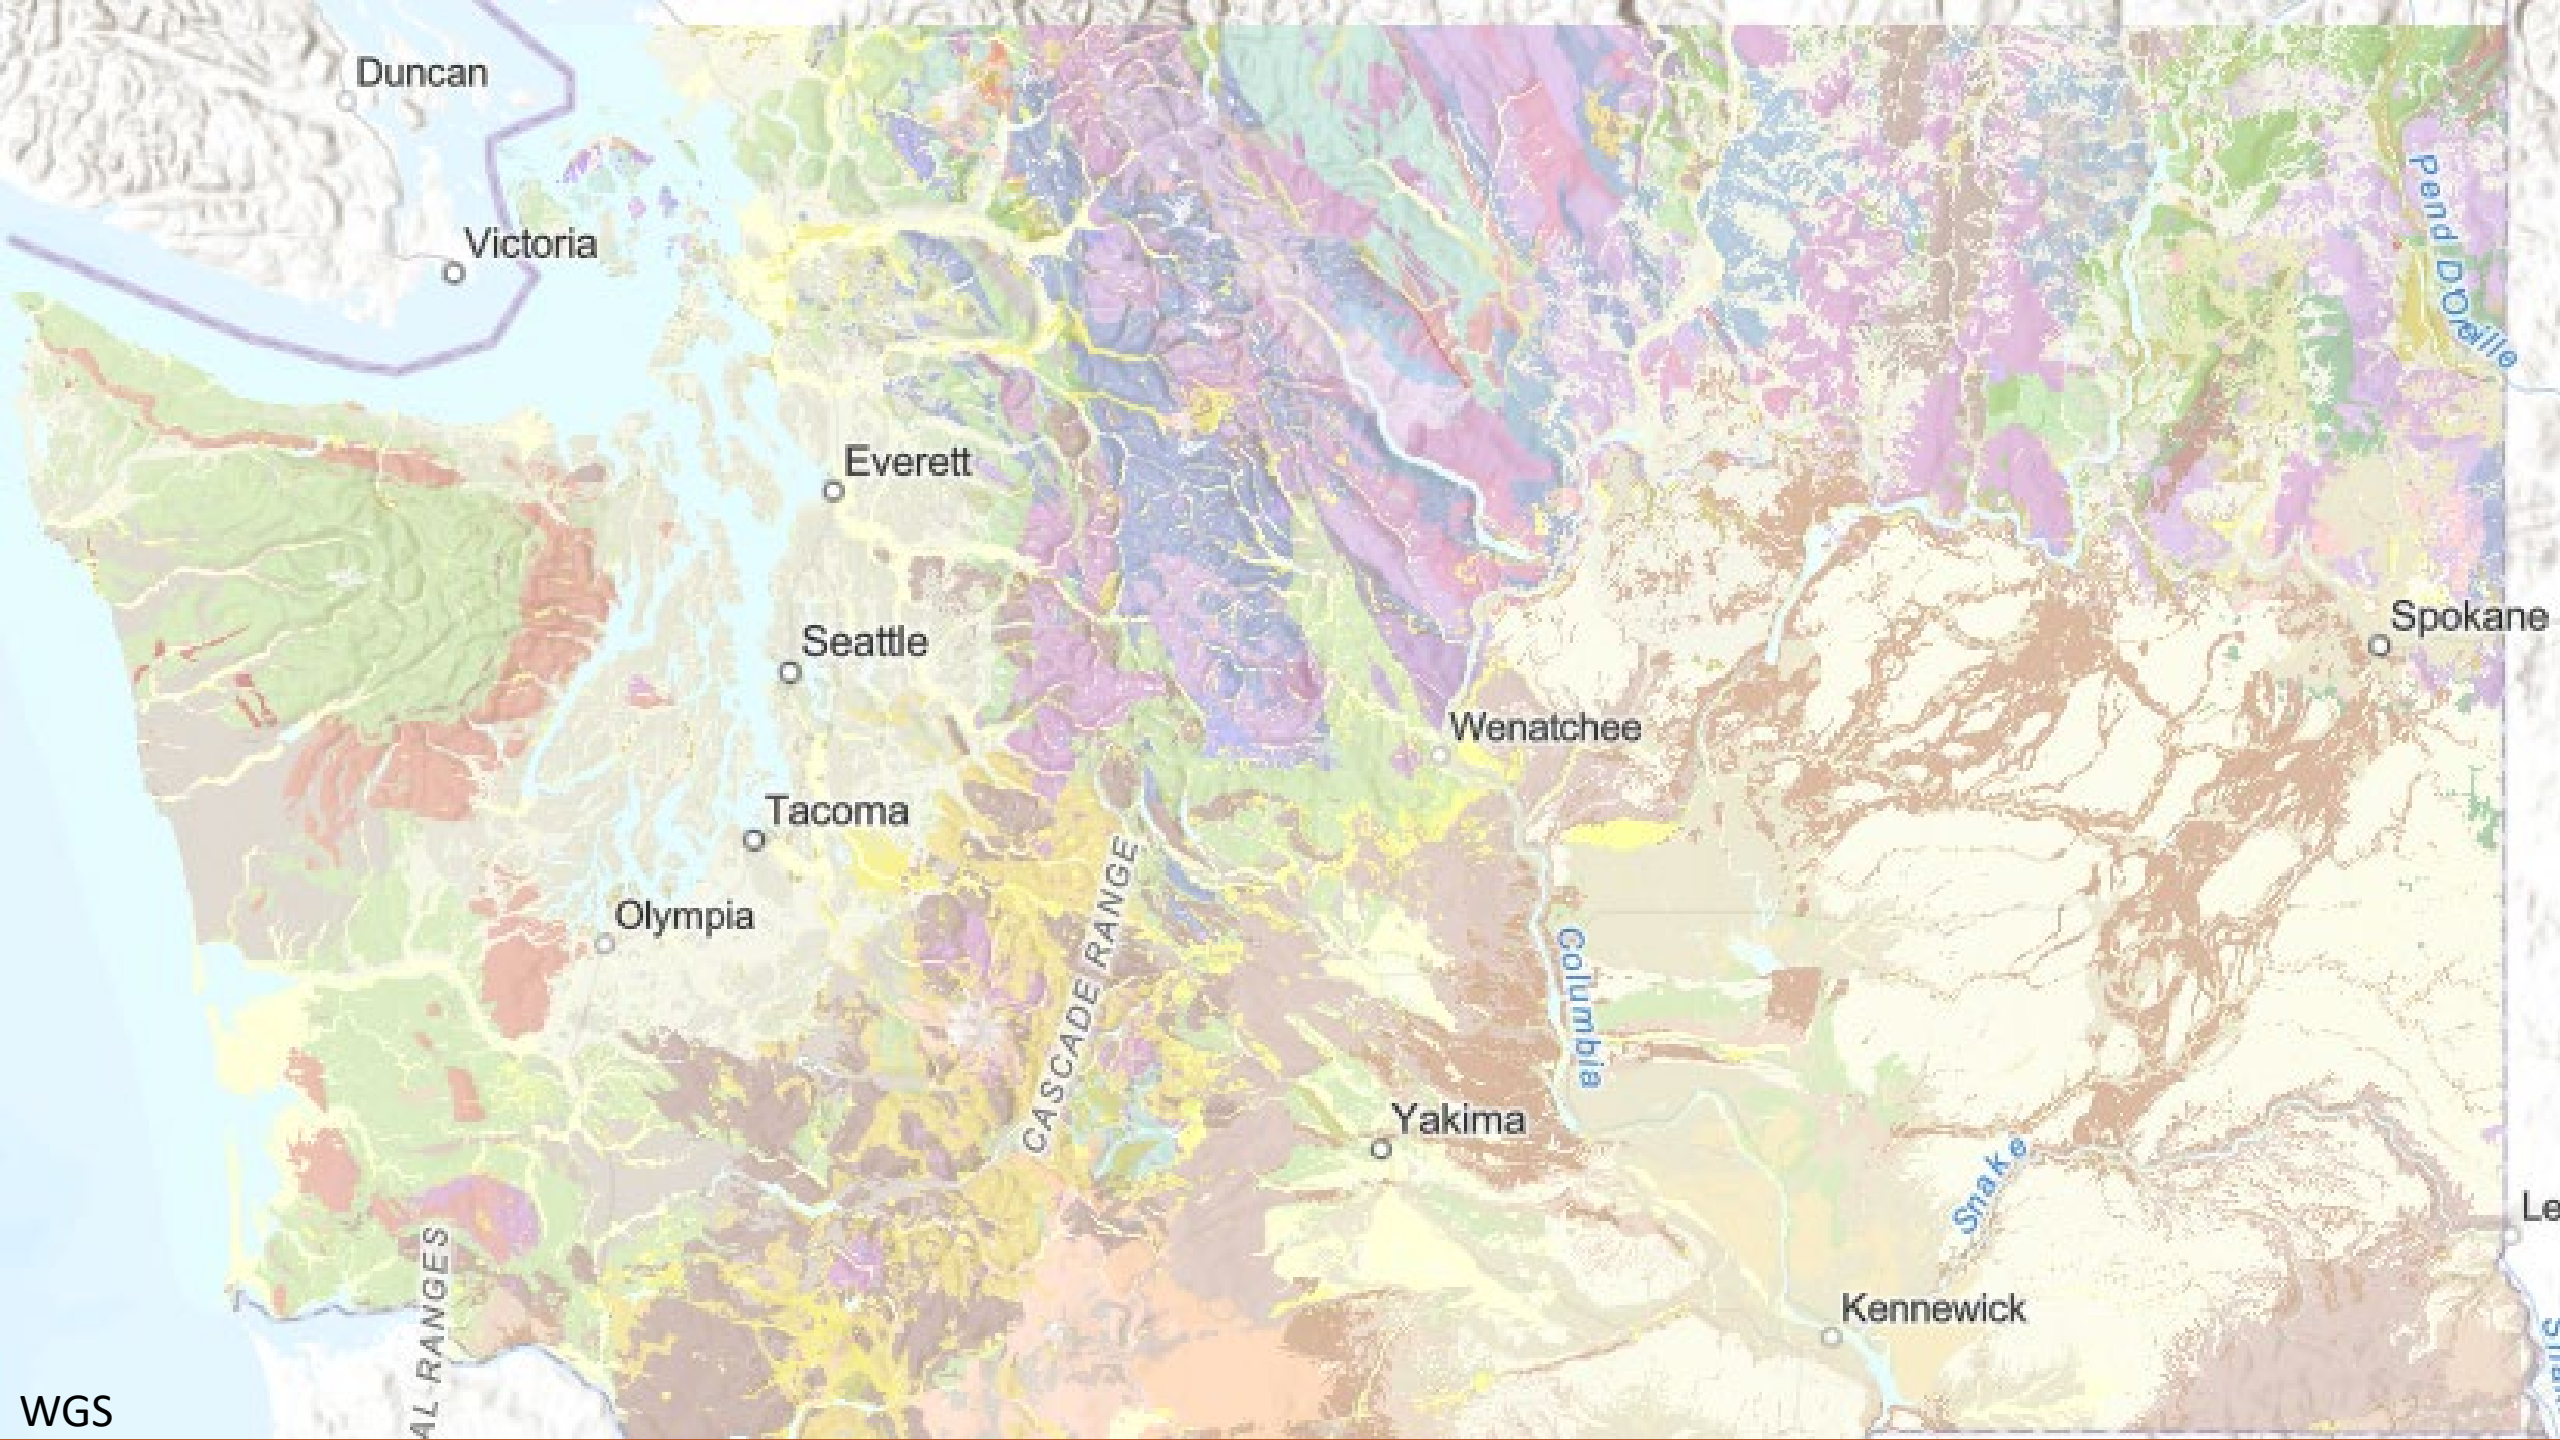 Duncan
Victoria
Pend D'Oreille
Everett
Seattle
Spokane
Wenatchee
Tacoma
Olympia
CASCADE RANGE
Columbia
Yakima
Snake
Le
AL RANGES
Kennewick
WGS